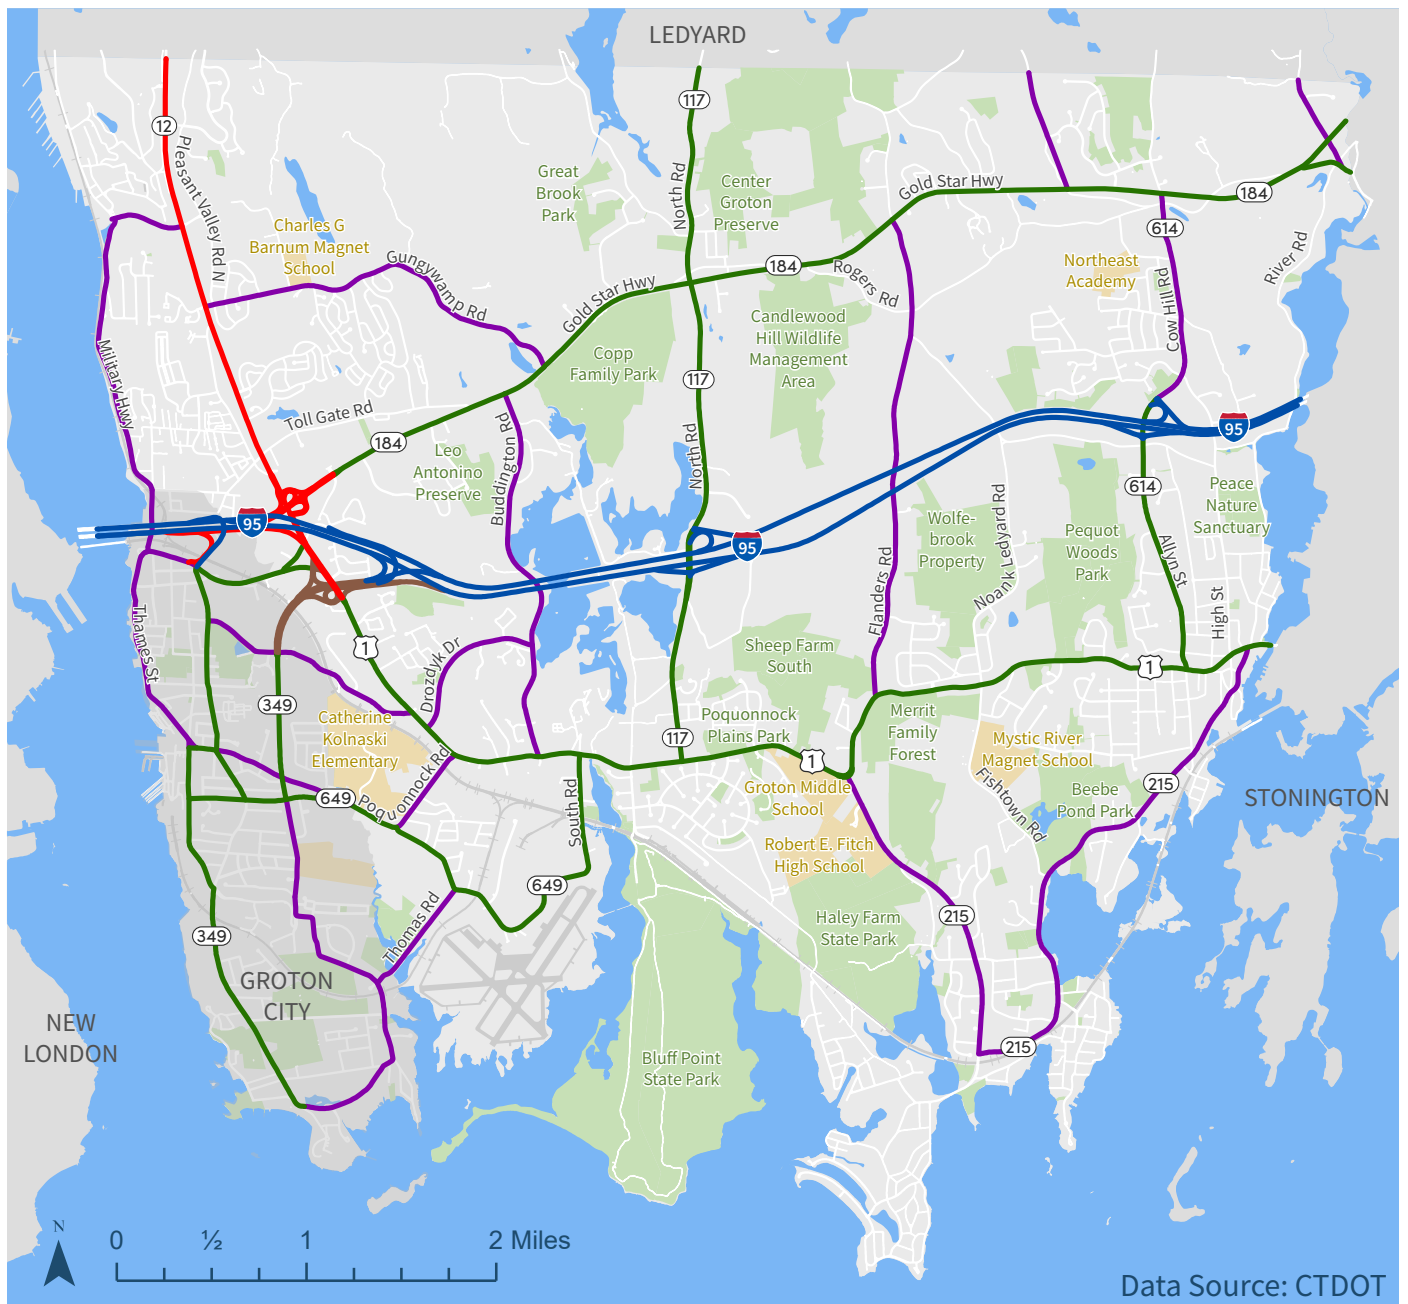 LEDYARD
117
12
Pleasant Valley Rd N
Great
Brook
Park
North Rd
Center
Groton
Preserve
Gold Star Hwy
184
614
Charles G
Barnum Magnet
School
Gungywamp Rd
184
Rogers Rd
Northeast
Academy
River Rd
Gold Star Hwy
Cow Hill Rd
Candlewood
Hill Wildlife
Management
Area
Copp
Family Park
117
Military Hwy
Toll Gate Rd
184
Buddington Rd
North Rd
95
Leo
Antonino
Preserve
614
Peace
Nature
Sanctuary
95
95
Wolfe-
brook
Property
Noank Ledyard Rd
Pequot
Woods
Park
Allyn St
High St
Flanders Rd
Thames St
1
Drozdyk Dr
Sheep Farm
South
1
349
Catherine
Kolnaski
Elementary
Poquonnock
Plains Park
117
Merrit
Family
Forest
Mystic River
Magnet School
1
649
Poquonnock Rd
South Rd
Groton Middle
School
Fishtown Rd
Beebe
Pond Park
215
STONINGTON
Robert E. Fitch
High School
649
349
Thomas Rd
215
Haley Farm
State Park
GROTON
CITY
NEW
LONDON
Bluff Point
State Park
215
N
0 ½ 1 2 Miles
Data Source: CTDOT